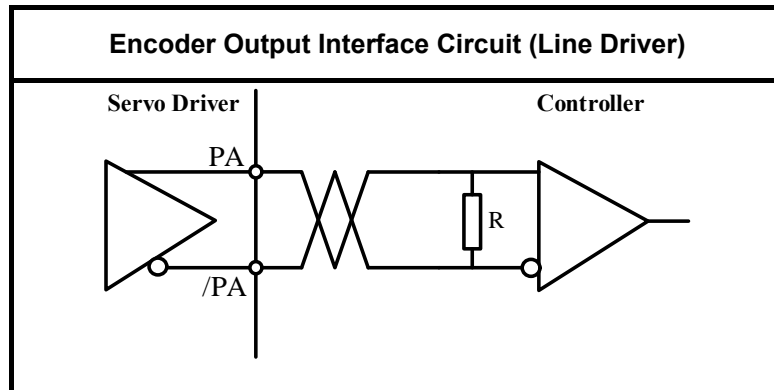 Encoder Output Interface Circuit (Line Driver)
Servo Driver
Controller
PA
R
/PA